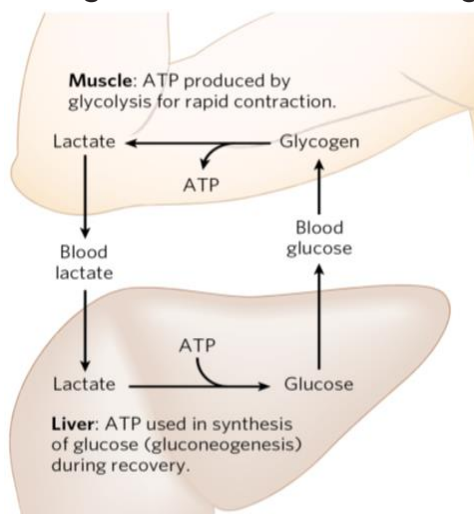 Muscle: ATP produced by
glycolysis for rapid contraction.
Lactate
Glycogen
ATP
Blood
lactate
Blood
glucose
ATP
Lactate
Glucose
Liver: ATP used in synthesis
of glucose (gluconeogenesis)
during recovery.